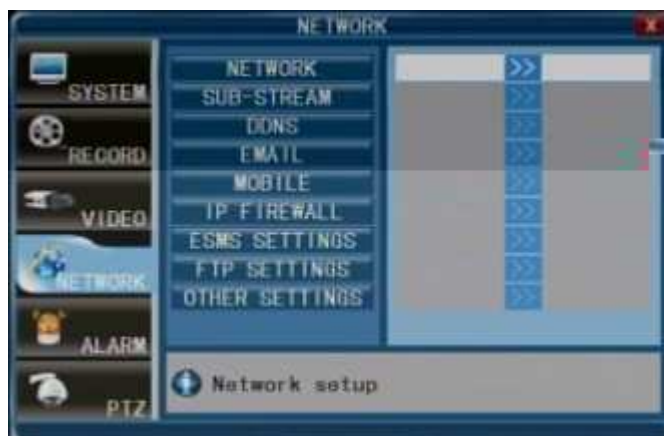 NETWORK
SYSTEM
RECORD
VIDEO
NETWORK
ALARM
PTZ
NETWORK
SUB-STREAM
DDNS
EMAIL
MOBILE
IP FIREWALL
ESMS SETTINGS
FTP SETTINGS
OTHER SETTINGS
Network setup